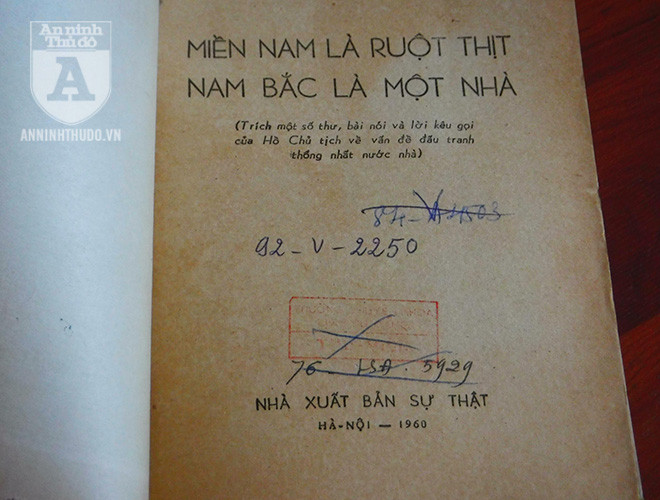 An ninh
Thủ đô
A
ANNINHTHUDO.VN
MIỀN NAM LÀ RUỘT THỊT
NAM BẮC LÀ MỘT NHÀ
(Trích một số thư, bài nói và lời kêu gọi
của Hồ Chủ tịch về vấn đề đấu tranh
thống nhất nước nhà)
92-V-2250
76 5929
NHÀ XUẤT BẢN SỰ THẬT
HÀ-NỘI — 1960